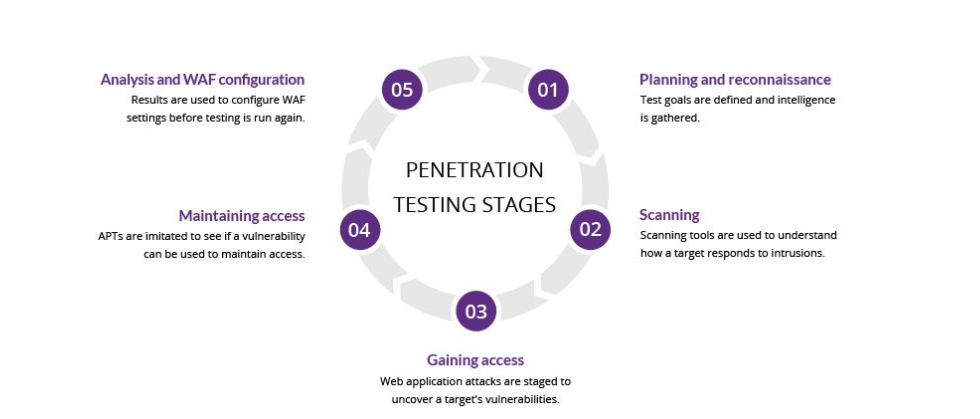 PENETRATION
TESTING STAGES
01
Planning and reconnaissance
Test goals are defined and intelligence
is gathered.
02
Scanning
Scanning tools are used to understand
how a target responds to intrusions.
03
Gaining access
Web application attacks are staged to
uncover a target's vulnerabilities.
04
Maintaining access
APTs are imitated to see if a vulnerability
can be used to maintain access.
05
Analysis and WAF configuration
Results are used to configure WAF
settings before testing is run again.